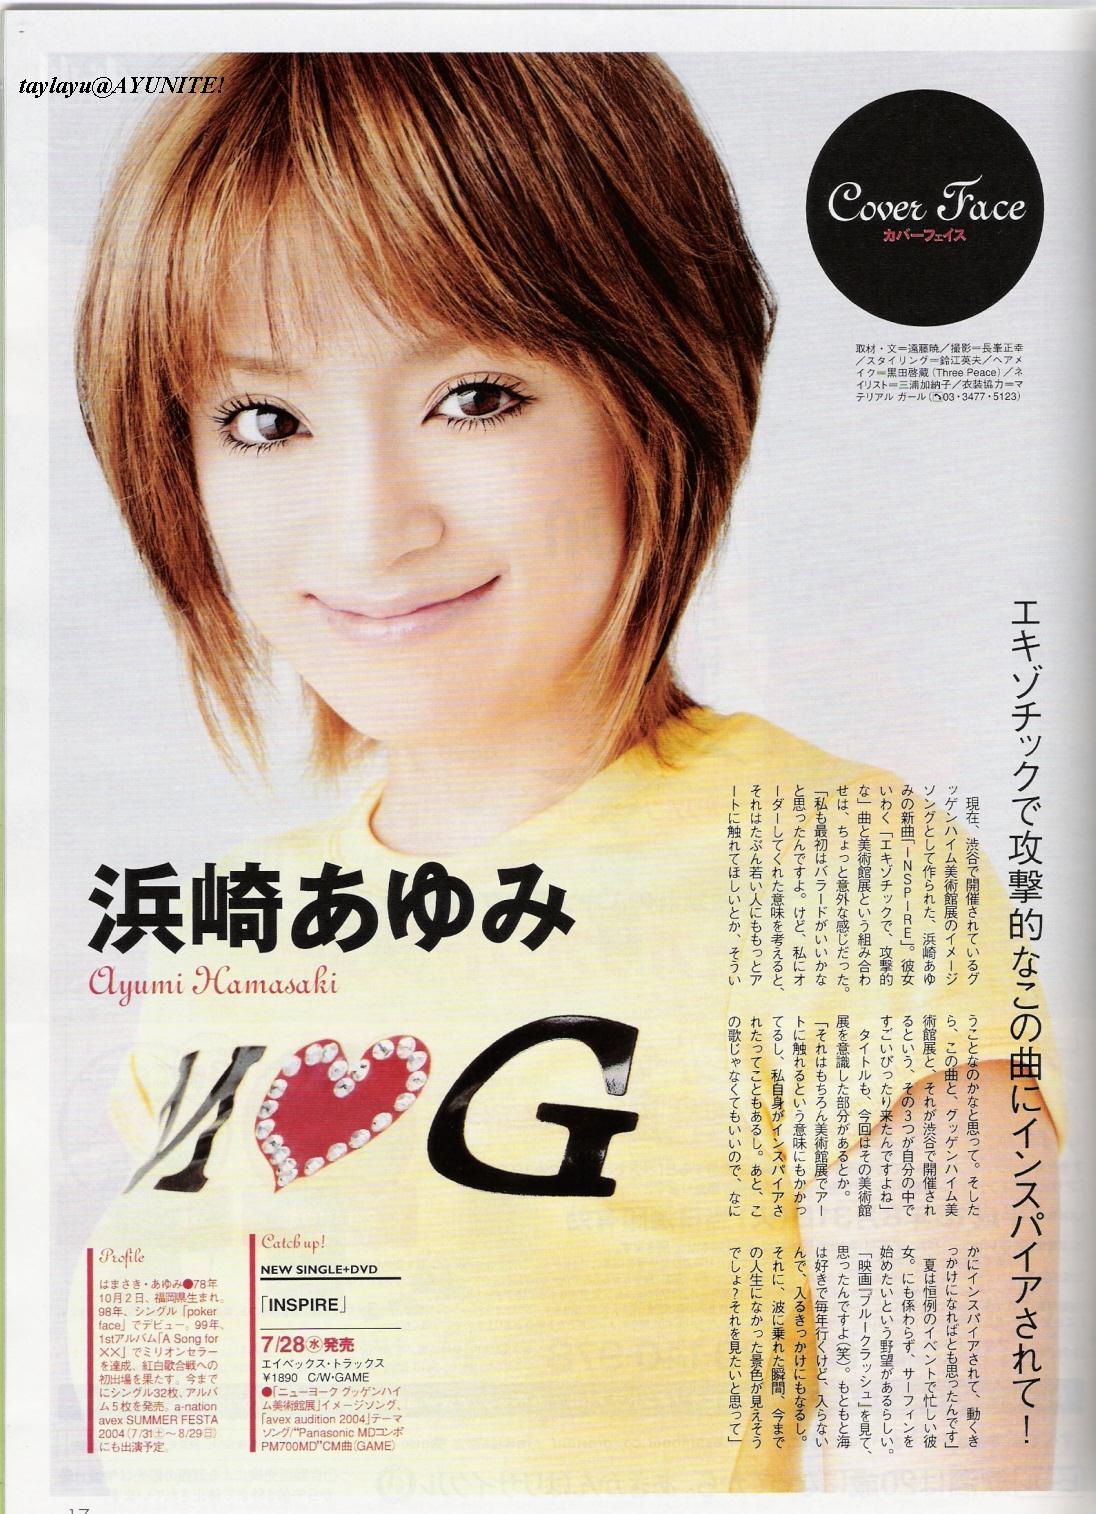 taylayu@AYUNITE!
Cover Face
カバーフェイス
取材・文＝遠藤暁／撮影＝長峯正幸
／スタイリング＝鈴江英夫／ヘアメ
イク＝黒田啓蔵（Three Peace）／ネ
イリスト＝三浦加納子／衣装協力＝マ
テリアル ガール（☎03・3477・5123）
エキゾチックで攻撃的なこの曲にインスパイアされて！
現在、渋谷で開催されているグ
ッゲンハイム美術館展のイメージ
ソングとして作られた、浜崎あゆ
みの新曲「INSPIRE」。彼女
いわく「エキゾチックで、攻撃的
な」曲と美術館展という組み合わ
せは、ちょっと意外な感じだった。
「私も最初はバラードがいいかな
と思ったんですよ。けど、私にオ
ーダーしてくれた意味を考えると、
それはたぶん若い人にももっとア
ートに触れてほしいとか、そうい
うことなのかなと思って。そした
ら、この曲と、グッゲンハイム美
術館展と、それが渋谷で開催され
るという、その3つが自分の中で
すごいぴったり来たんですよね」
タイトルも、今回はその美術館
展を意識した部分があるとか。
「それはもちろん美術館展でアー
トに触れるという意味にもかかっ
てるし、私自身がインスパイアさ
れたってこともあるし。あと、こ
の歌じゃなくてもいいので、なに
かにインスパイアされて、動くき
っかけになればとも思ったんです」
夏は恒例のイベントで忙しい彼
女。にも係わらず、サーフィンを
始めたいという野望があるらしい。
「映画『ブルークラッシュ』を見て、
思ったんですよ（笑）。もともと海
は好きで毎年行くけど、入らない
んで、入るきっかけにもなるし。
それに、波に乗れた瞬間、今まで
の人生になかった景色が見えそう
でしょ？それを見たいと思って」
浜崎あゆみ
Ayumi Hamasaki
Y G
Profile
はまさき・あゆみ●78年
10月2日、福岡県生まれ。
98年、シングル「poker
face」でデビュー。99年、
1stアルバム「A Song for
××」でミリオンセラー
を達成、紅白歌合戦への
初出場を果たす。今まで
にシングル32枚、アルバ
ム5枚を発売。a-nation
avex SUMMER FESTA
2004（7/31㊏〜8/29㊐）
にも出演予定。
Catch up!
NEW SINGLE+DVD
「INSPIRE」
7/28㊌発売
エイベックス・トラックス
¥1890 C/W・GAME
●「ニューヨーク グッゲンハイ
ム美術館展」イメージソング、
「avex audition 2004」テーマ
ソング/"Panasonic MDコンポ
PM700MD"CM曲（GAME）